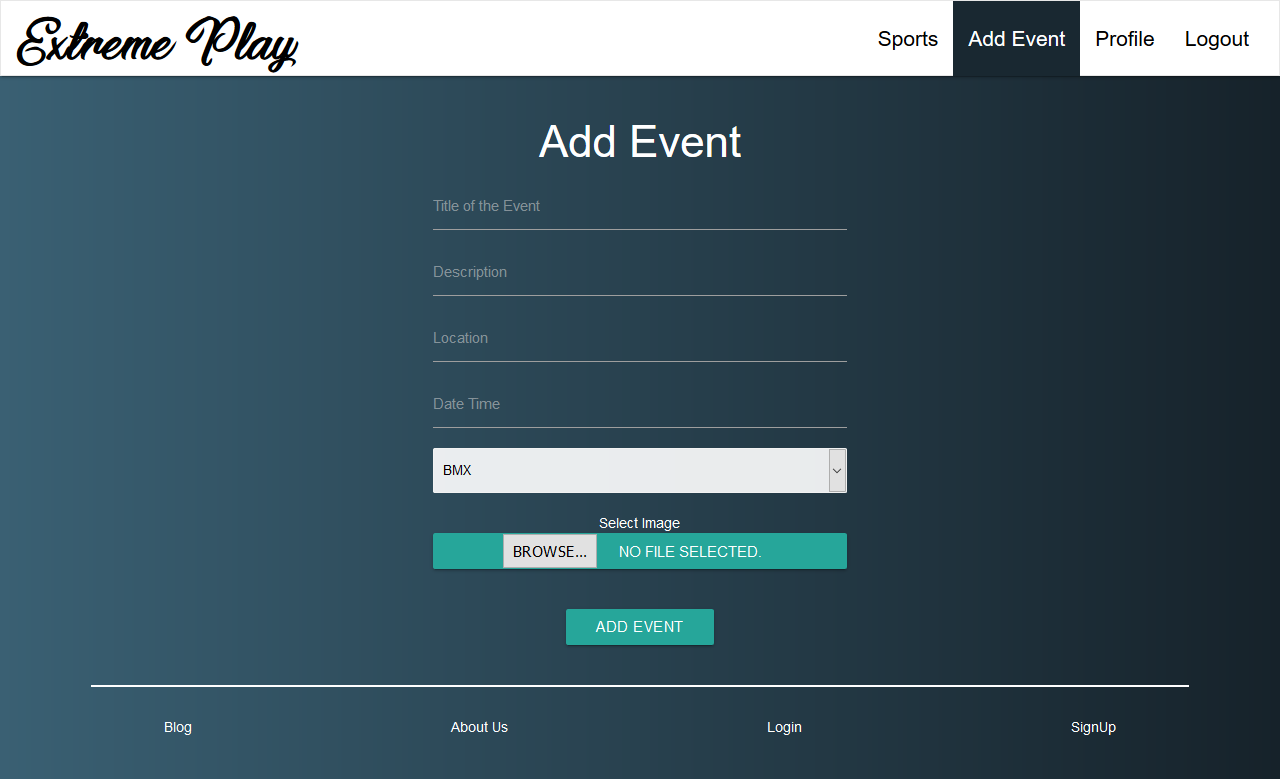 Extreme Play
Sports Add Event Profile Logout
Add Event
Title of the Event
Description
Location
Date Time
BMX
Select Image
BROWSE... NO FILE SELECTED.
ADD EVENT
Blog About Us Login SignUp